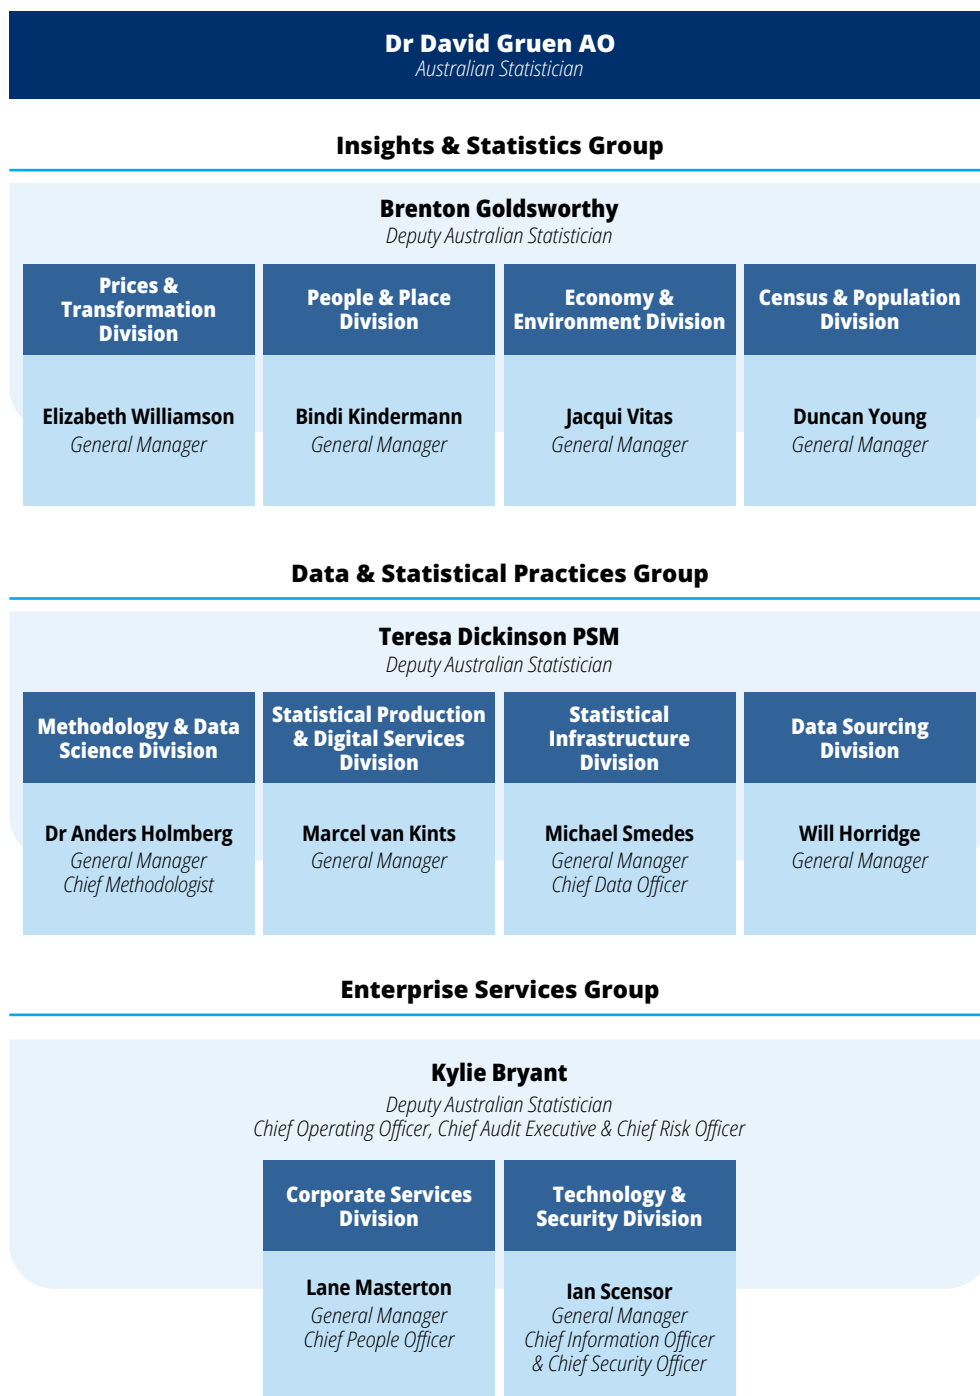 Dr David Gruen AO
Australian Statistician
Insights & Statistics Group
Brenton Goldsworthy
Deputy Australian Statistician
Prices &
Transformation
Division
Elizabeth Williamson
General Manager
People & Place
Division
Bindi Kindermann
General Manager
Economy &
Environment Division
Jacqui Vitas
General Manager
Census & Population
Division
Duncan Young
General Manager
Data & Statistical Practices Group
Teresa Dickinson PSM
Deputy Australian Statistician
Methodology & Data
Science Division
Dr Anders Holmberg
General Manager
Chief Methodologist
Statistical Production
& Digital Services
Division
Marcel van Kints
General Manager
Statistical
Infrastructure
Division
Michael Smedes
General Manager
Chief Data Officer
Data Sourcing
Division
Will Horridge
General Manager
Enterprise Services Group
Kylie Bryant
Deputy Australian Statistician
Chief Operating Officer, Chief Audit Executive & Chief Risk Officer
Corporate Services
Division
Lane Masterton
General Manager
Chief People Officer
Technology &
Security Division
Ian Scensor
General Manager
Chief Information Officer
& Chief Security Officer